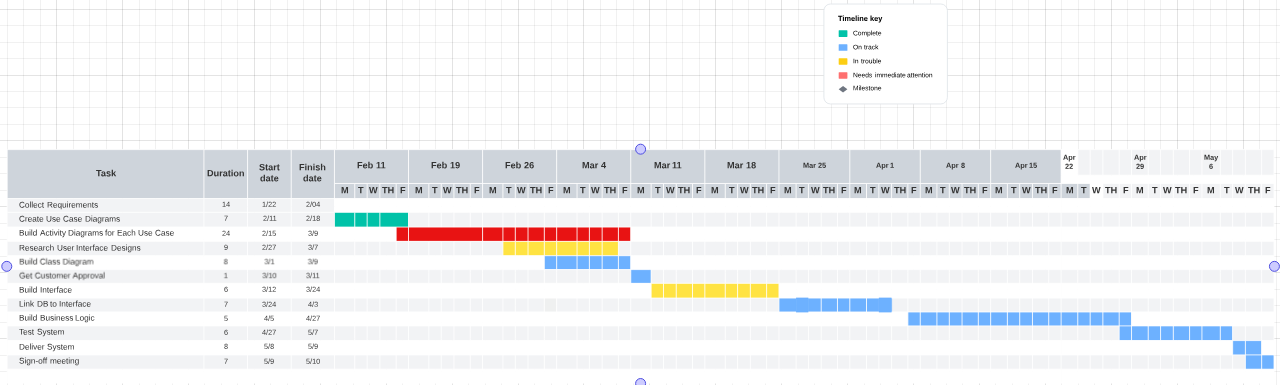 Timeline key
Complete
On track
In trouble
Needs immediate attention
Milestone
Task Duration Start date Finish date Feb 11 Feb 19 Feb 26 Mar 4 Mar 11 Mar 18 Mar 25 Apr 1 Apr 8 Apr 15 Apr 22 Apr 29 May 6
M T W TH F M T W TH F M T W TH F M T W TH F M T W TH F M T W TH F M T W TH F M T W TH F M T W TH F M T W TH F M T W TH F M T W TH F M T W TH F
Collect Requirements 14 1/22 2/04
Create Use Case Diagrams 7 2/11 2/18
Build Activity Diagrams for Each Use Case 24 2/15 3/9
Research User Interface Designs 9 2/27 3/7
Build Class Diagram 8 3/1 3/9
Get Customer Approval 1 3/10 3/11
Build Interface 6 3/12 3/24
Link DB to Interface 7 3/24 4/3
Build Business Logic 5 4/5 4/27
Test System 6 4/27 5/7
Deliver System 8 5/8 5/9
Sign-off meeting 7 5/9 5/10